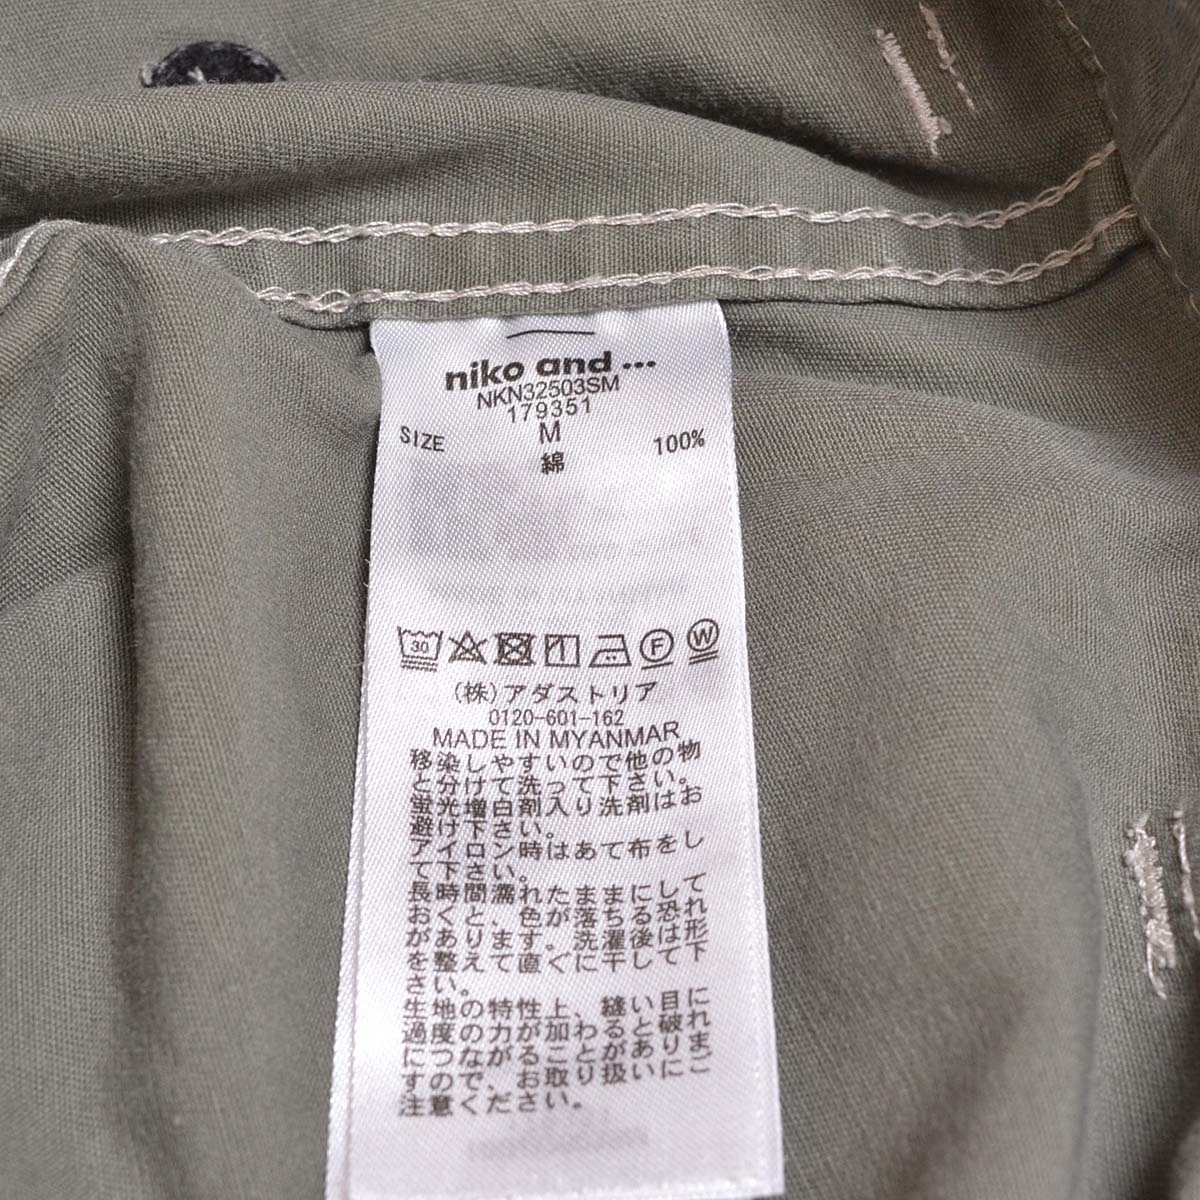 niko and ...
NKN32503SM
179351
SIZE M
綿 100%
30 F W
(株)アダストリア
0120-601-162
MADE IN MYANMAR
移染しやすいので他の物
と分けて洗って下さい。
蛍光増白剤入り洗剤はお
避け下さい。
アイロン時はあて布をし
て下さい。
長時間濡れたままにして
おくと、色が落ちる恐れ
があります。洗濯後は形
を整えて直ぐに干して下
さい。
生地の特性上、縫い目に
過度の力が加わると破れ
につながることがありま
すので、お取り扱いにご
注意ください。